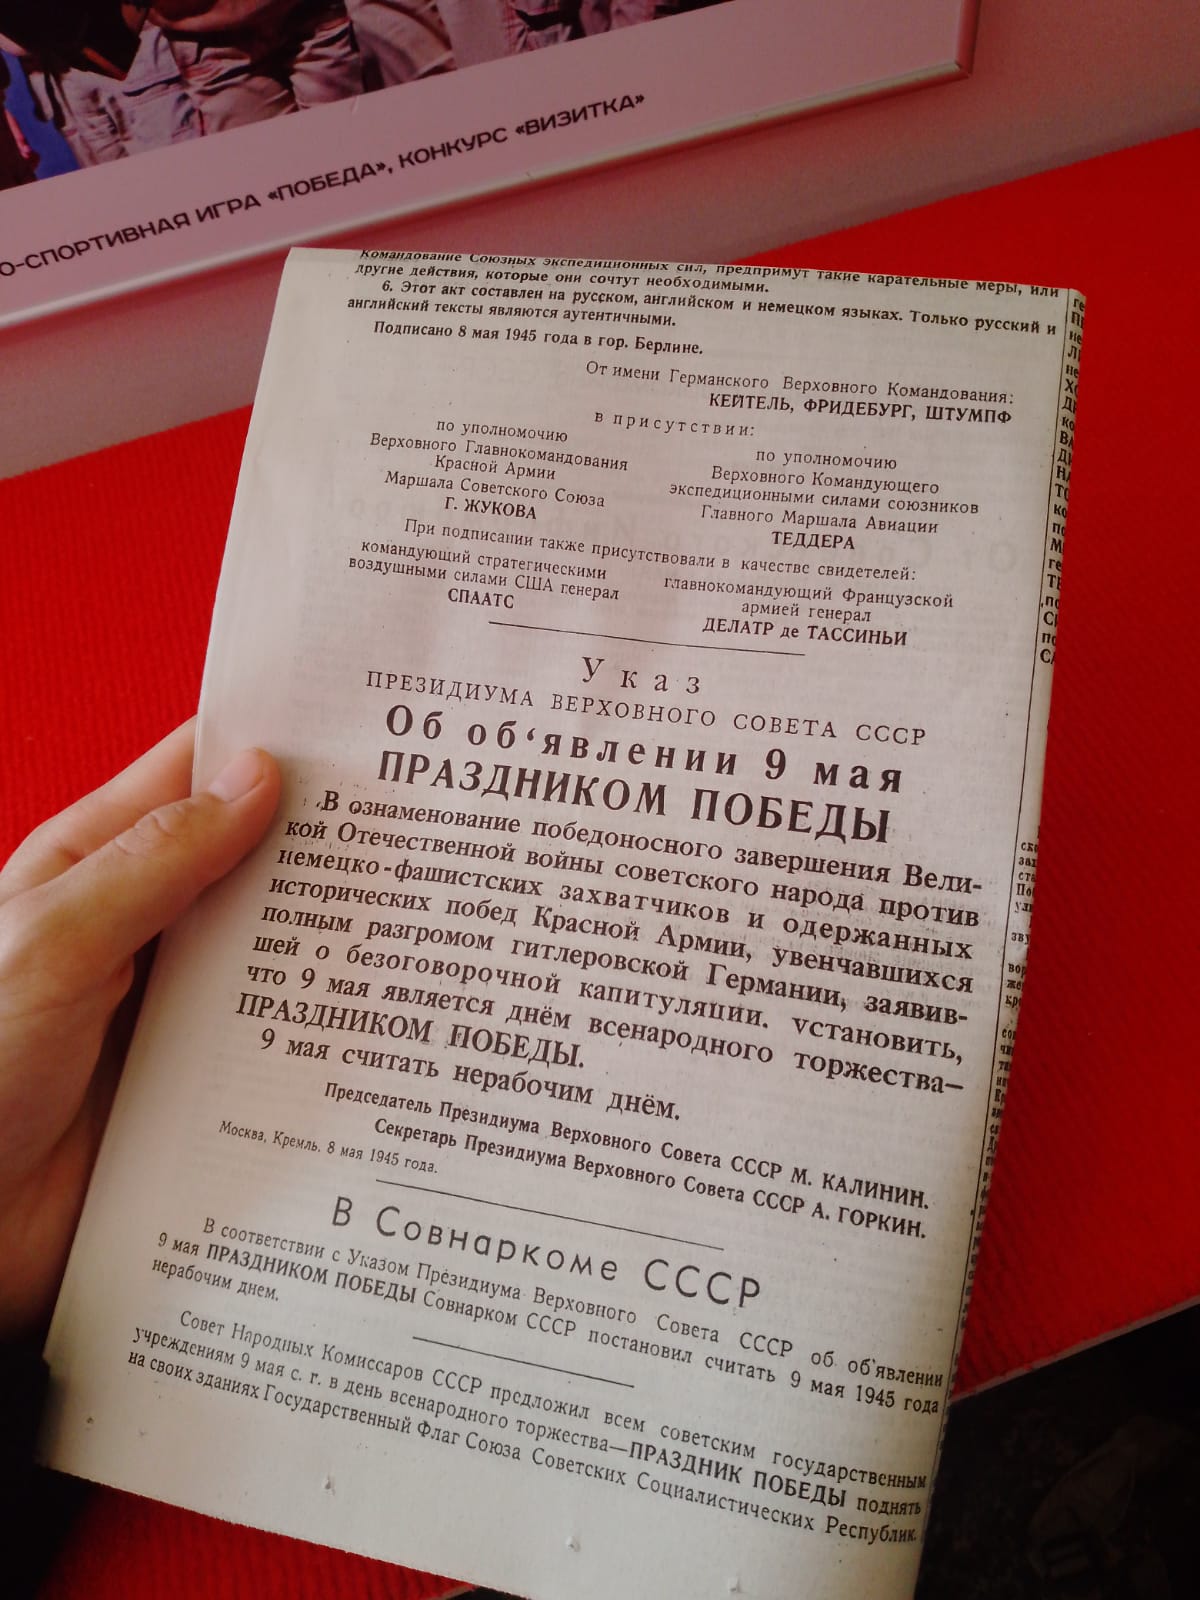 О-СПОРТИВНАЯ ИГРА «ПОБЕДА», КОНКУРС «ВИЗИТКА»
Командование Союзных экспедиционных сил, предпримут такие карательные меры, или
другие действия, которые они сочтут необходимыми.
6. Этот акт составлен на русском, английском и немецком языках. Только русский и
английский тексты являются аутентичными.
Подписано 8 мая 1945 года в гор. Берлине.
От имени Германского Верховного Командования:
КЕЙТЕЛЬ, ФРИДЕБУРГ, ШТУМПФ
в присутствии:
по уполномочию
Верховного Главнокомандования
Красной Армии
Маршала Советского Союза
Г. ЖУКОВА
по уполномочию
Верховного Командующего
экспедиционными силами союзников
Главного Маршала Авиации
ТЕДДЕРА
При подписании также присутствовали в качестве свидетелей:
командующий стратегическими
воздушными силами США генерал
СПААТС
главнокомандующий Французской
армией генерал
ДЕЛАТР де ТАССИНЬИ
Указ
ПРЕЗИДИУМА ВЕРХОВНОГО СОВЕТА СССР
Об об‘явлении 9 мая
ПРАЗДНИКОМ ПОБЕДЫ
В ознаменование победоносного завершения Вели-
кой Отечественной войны советского народа против
немецко-фашистских захватчиков и одержанных
исторических побед Красной Армии, увенчавшихся
полным разгромом гитлеровской Германии, заявив-
шей о безоговорочной капитуляции. установить,
что 9 мая является днём всенародного торжества—
ПРАЗДНИКОМ ПОБЕДЫ.
9 мая считать нерабочим днём.
Председатель Президиума Верховного Совета СССР М. КАЛИНИН.
Секретарь Президиума Верховного Совета СССР А. ГОРКИН.
Москва, Кремль. 8 мая 1945 года.
В Совнаркоме СССР
В соответствии с Указом Президиума Верховного Совета СССР об об‘явлении
9 мая ПРАЗДНИКОМ ПОБЕДЫ Совнарком СССР постановил считать 9 мая 1945 года
нерабочим днем.
Совет Народных Комиссаров СССР предложил всем советским государственным
учреждениям 9 мая с. г. в день всенародного торжества—ПРАЗДНИК ПОБЕДЫ поднять
на своих зданиях Государственный Флаг Союза Советских Социалистических Республик.